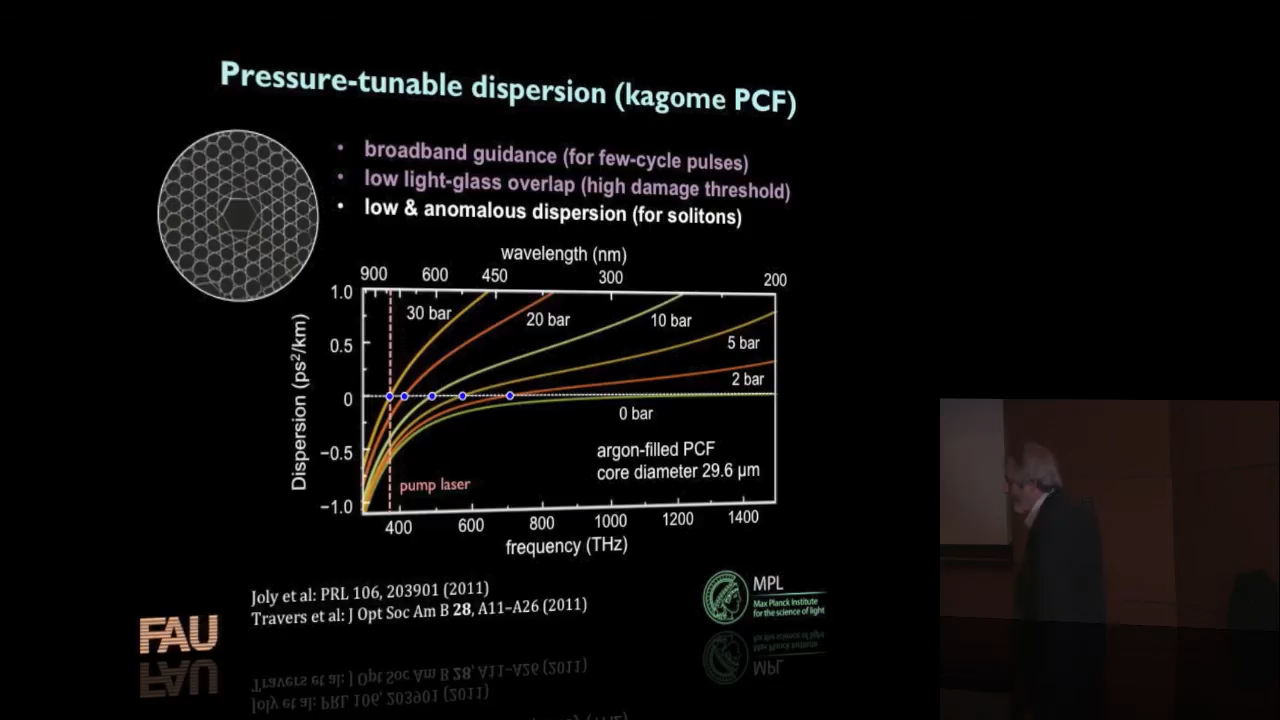 Pressure-tunable dispersion (kagome PCF)
• broadband guidance (for few-cycle pulses)
• low light-glass overlap (high damage threshold)
• low & anomalous dispersion (for solitons)
wavelength (nm)
900 600 450 300 200
1.0
0.5
0
−0.5
−1.0
Dispersion (ps²/km)
30 bar
20 bar
10 bar
5 bar
2 bar
0 bar
argon-filled PCF
core diameter 29.6 µm
pump laser
400 600 800 1000 1200 1400
frequency (THz)
Joly et al: PRL 106, 203901 (2011)
Travers et al: J Opt Soc Am B 28, A11–A26 (2011)
FAU
MPL
Max Planck Institute
for the science of light